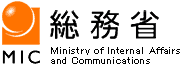 総務省
MIC Ministry of Internal Affairs
and Communications